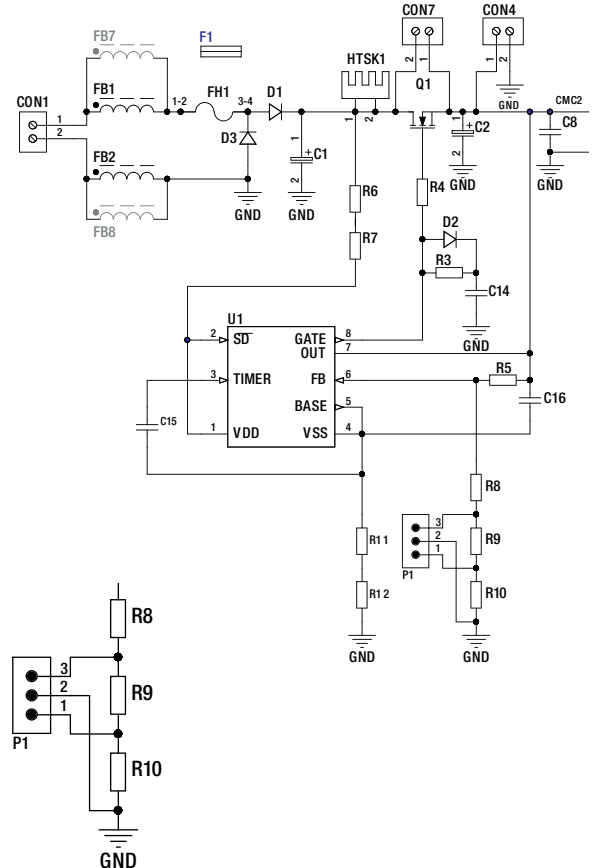 FB7
F1
CON7
CON4
2 1
1 2
HTSK1
Q1
FB1
1-2
FH1
3-4
D1
1 2
GND
CMC2
CON1
1
2
D3
1
+
C1
2
1
+
C2
2
C8
FB2
GND
GND
GND
GND
FB8
R6
R4
R7
D2
R3
C14
GND
U1
2 SD GATE 8
OUT 7
3 TIMER FB 6
R5
BASE 5
C16
C15
1 VDD VSS 4
R8
3
2
1
P1
R9
R10
R11
R12
GND
GND
R8
3
2
1
P1
R9
R10
GND